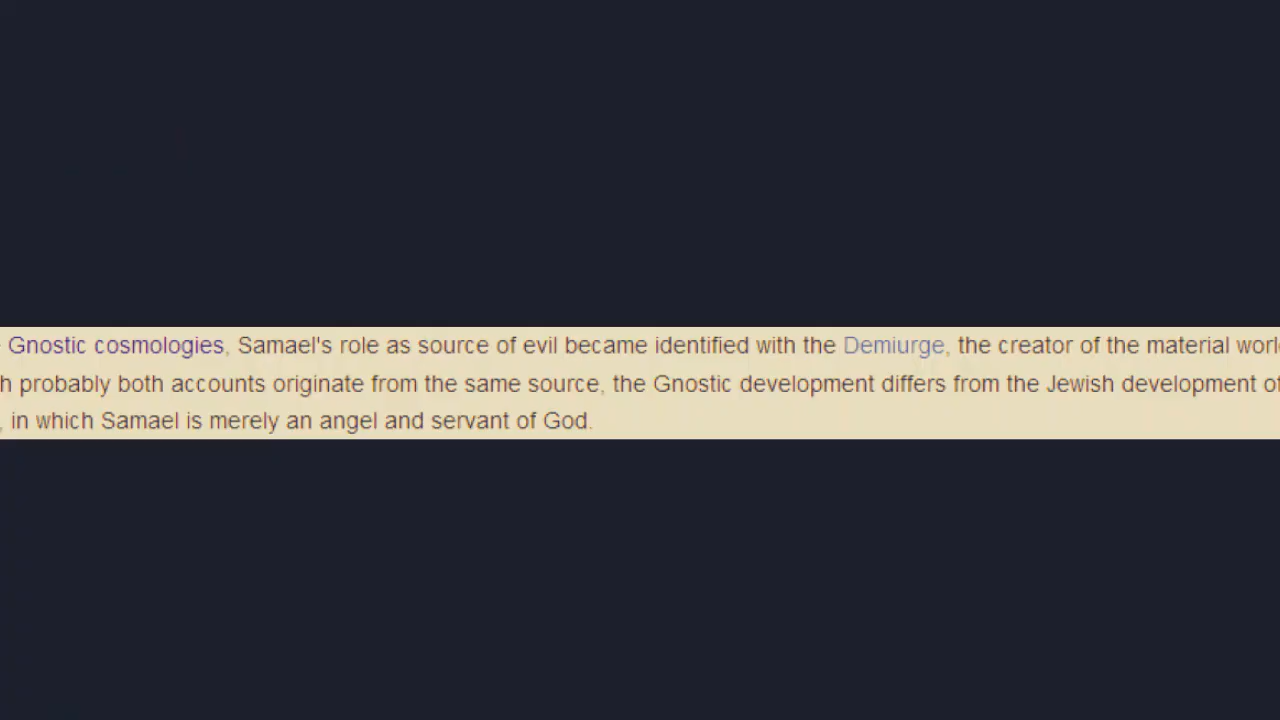 Gnostic cosmologies, Samael's role as source of evil became identified with the Demiurge, the creator of the material
probably both accounts originate from the same source, the Gnostic development differs from the Jewish development of
, in which Samael is merely an angel and servant of God.